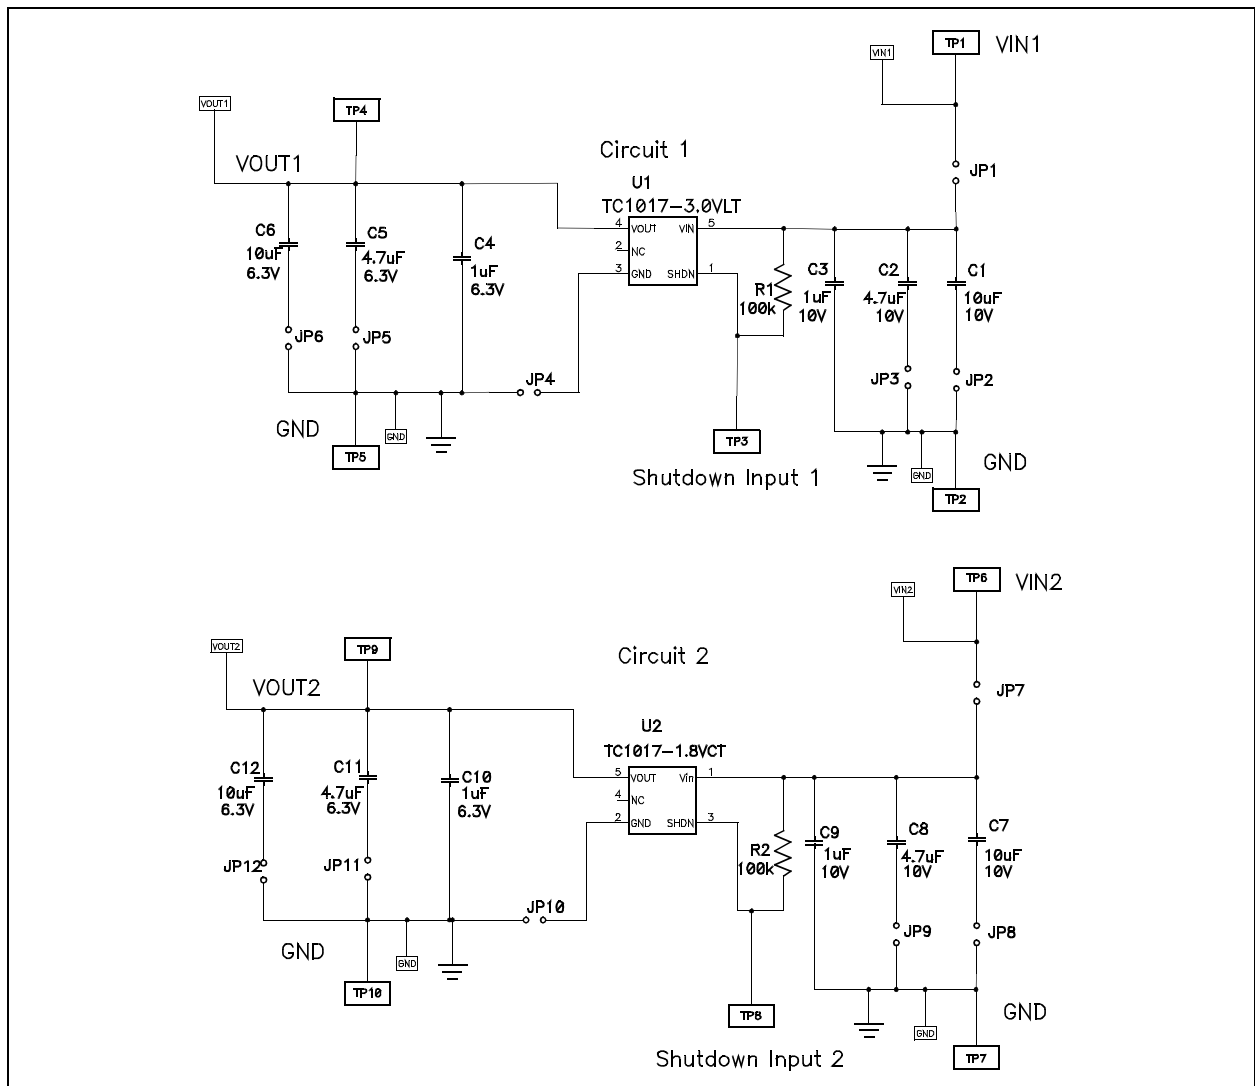 TP1
VIN1
VIN1
VOUT1
TP4
Circuit 1
VOUT1
JP1
U1
TC1017-3.0VLT
4
VOUT
VIN
5
2
NC
3
GND
SHDN
1
C6
10uF
6.3V
C5
4.7uF
6.3V
C4
1uF
6.3V
R1
100k
C3
1uF
10V
C2
4.7uF
10V
C1
10uF
10V
JP6
JP5
JP4
JP3
JP2
GND
GND
TP5
TP3
Shutdown Input 1
GND
GND
TP2
TP6
VIN2
VIN2
VOUT2
TP9
Circuit 2
VOUT2
JP7
U2
TC1017-1.8VCT
5
VOUT
Vin
1
4
NC
2
GND
SHDN
3
C12
10uF
6.3V
C11
4.7uF
6.3V
C10
1uF
6.3V
R2
100k
C9
1uF
10V
C8
4.7uF
10V
C7
10uF
10V
JP12
JP11
JP10
JP9
JP8
GND
GND
TP10
TP8
Shutdown Input 2
GND
GND
TP7